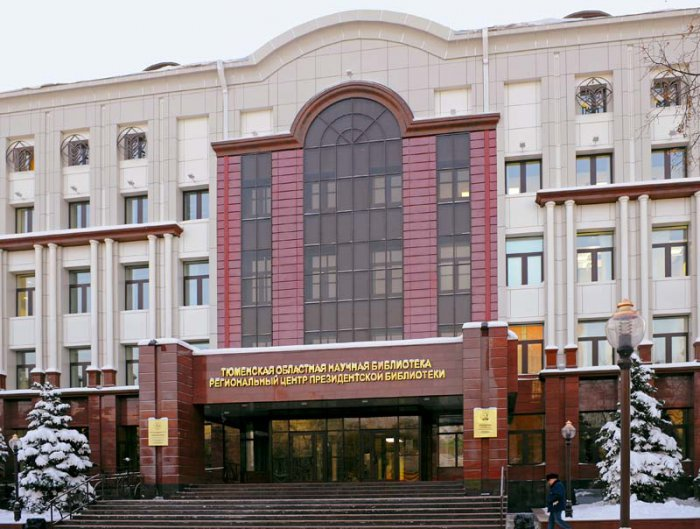 ТЮМЕНСКАЯ ОБЛАСТНАЯ НАУЧНАЯ БИБЛИОТЕКА
РЕГИОНАЛЬНЫЙ ЦЕНТР ПРЕЗИДЕНТСКОЙ БИБЛИОТЕКИ